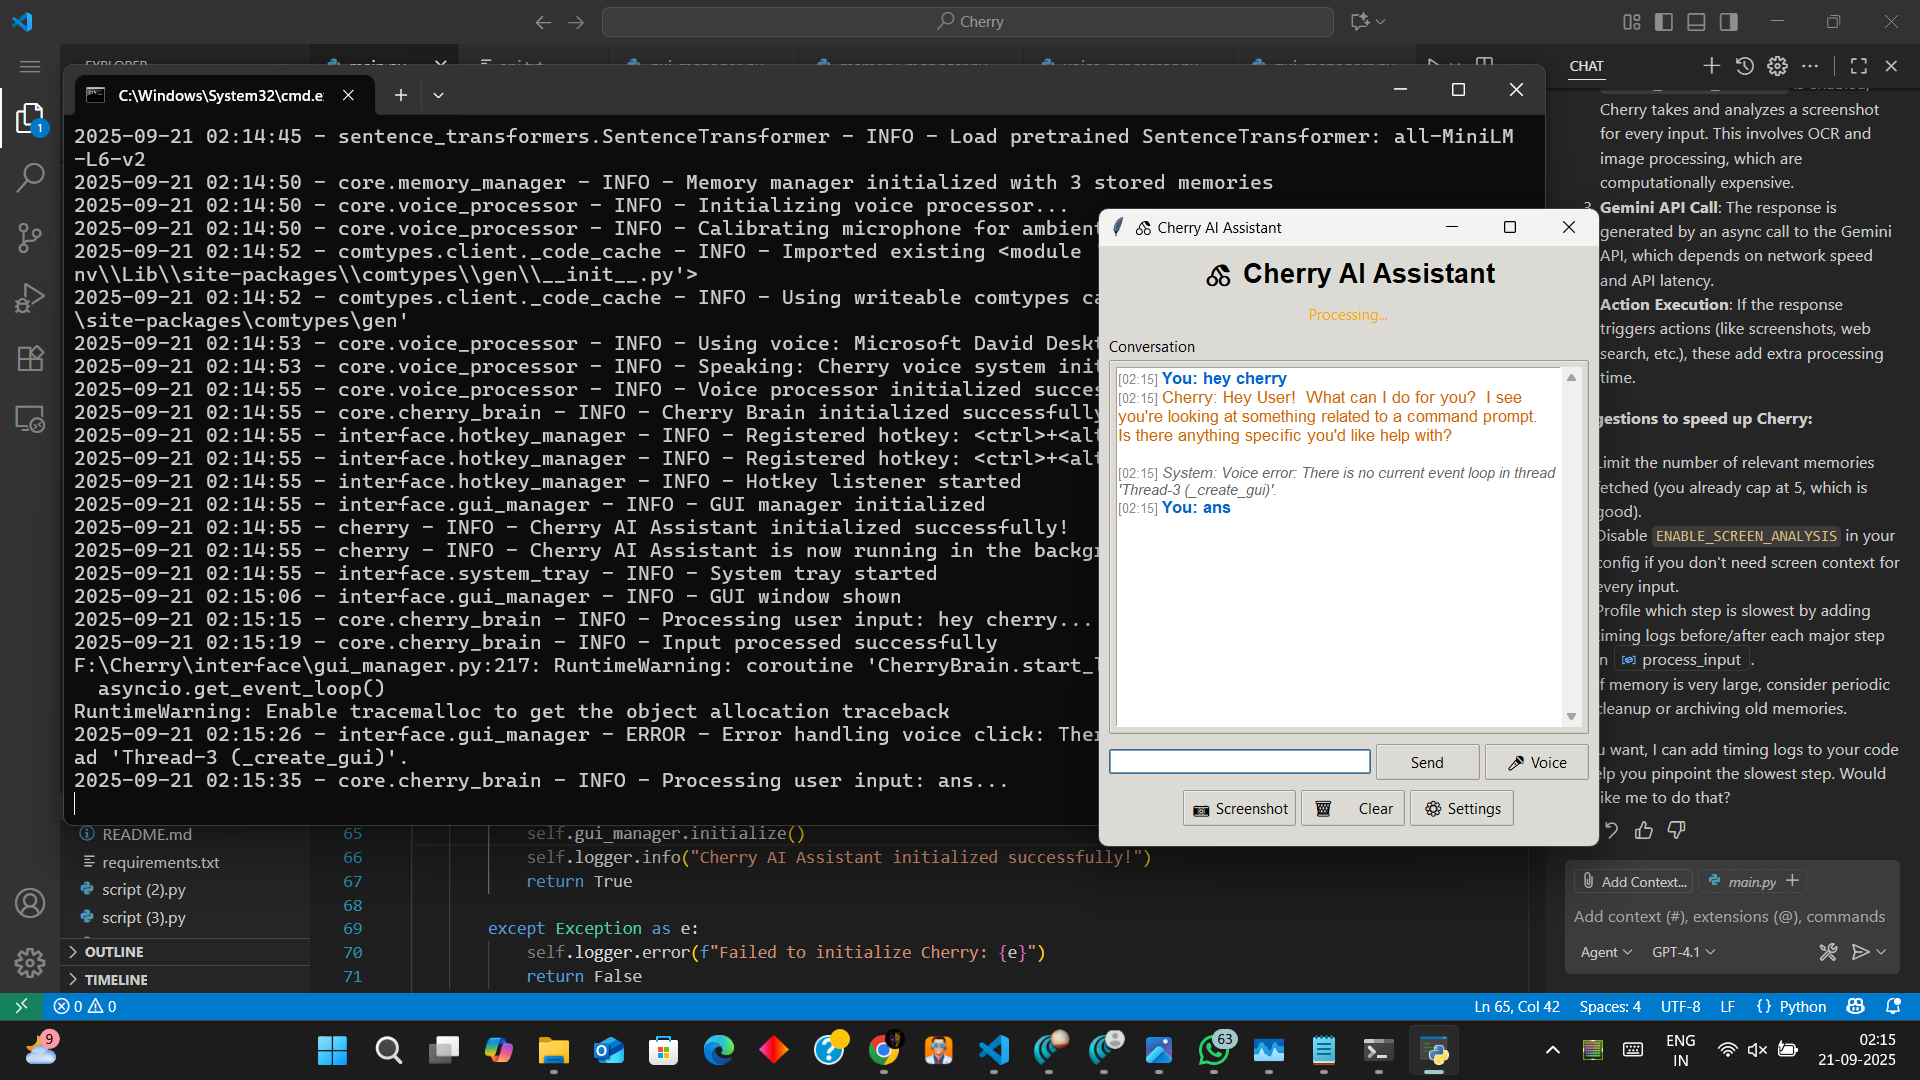 Cherry
CHAT
C:\Windows\System32\cmd.e
2025-09-21 02:14:45 - sentence_transformers.SentenceTransformer - INFO - Load pretrained SentenceTransformer: all-MiniLM
-L6-v2
2025-09-21 02:14:50 - core.memory_manager - INFO - Memory manager initialized with 3 stored memories
2025-09-21 02:14:50 - core.voice_processor - INFO - Initializing voice processor...
2025-09-21 02:14:50 - core.voice_processor - INFO - Calibrating microphone for ambient
2025-09-21 02:14:52 - comtypes.client._code_cache - INFO - Imported existing <module
nv\\Lib\\site-packages\\comtypes\\gen\\__init__.py'>
2025-09-21 02:14:52 - comtypes.client._code_cache - INFO - Using writeable comtypes ca
\site-packages\comtypes\gen'
2025-09-21 02:14:53 - core.voice_processor - INFO - Using voice: Microsoft David Deskt
2025-09-21 02:14:53 - core.voice_processor - INFO - Speaking: Cherry voice system init
2025-09-21 02:14:55 - core.voice_processor - INFO - Voice processor initialized succes
2025-09-21 02:14:55 - core.cherry_brain - INFO - Cherry Brain initialized successfully
2025-09-21 02:14:55 - interface.hotkey_manager - INFO - Registered hotkey: <ctrl>+<alt
2025-09-21 02:14:55 - interface.hotkey_manager - INFO - Registered hotkey: <ctrl>+<alt
2025-09-21 02:14:55 - interface.hotkey_manager - INFO - Hotkey listener started
2025-09-21 02:14:55 - interface.gui_manager - INFO - GUI manager initialized
2025-09-21 02:14:55 - cherry - INFO - Cherry AI Assistant initialized successfully!
2025-09-21 02:14:55 - cherry - INFO - Cherry AI Assistant is now running in the backgr
2025-09-21 02:14:55 - interface.system_tray - INFO - System tray started
2025-09-21 02:15:06 - interface.gui_manager - INFO - GUI window shown
2025-09-21 02:15:15 - core.cherry_brain - INFO - Processing user input: hey cherry...
2025-09-21 02:15:19 - core.cherry_brain - INFO - Input processed successfully
F:\Cherry\interface\gui_manager.py:217: RuntimeWarning: coroutine 'CherryBrain.start_l
asyncio.get_event_loop()
RuntimeWarning: Enable tracemalloc to get the object allocation traceback
2025-09-21 02:15:26 - interface.gui_manager - ERROR - Error handling voice click: Ther
ad 'Thread-3 (_create_gui)'.
2025-09-21 02:15:35 - core.cherry_brain - INFO - Processing user input: ans...
Cherry AI Assistant
Cherry AI Assistant
Processing...
Conversation
[02:15] You: hey cherry
[02:15] Cherry: Hey User! What can I do for you? I see
you're looking at something related to a command prompt.
Is there anything specific you'd like help with?
[02:15] System: Voice error: There is no current event loop in thread
'Thread-3 (_create_gui)'.
[02:15] You: ans
Send
Voice
Screenshot
Clear
Settings
Cherry takes and analyzes a screenshot
for every input. This involves OCR and
image processing, which are
computationally expensive.
Gemini API Call: The response is
generated by an async call to the Gemini
API, which depends on network speed
and API latency.
Action Execution: If the response
triggers actions (like screenshots, web
search, etc.), these add extra processing
time.
gestions to speed up Cherry:
Limit the number of relevant memories
fetched (you already cap at 5, which is
good).
Disable ENABLE_SCREEN_ANALYSIS in your
config if you don't need screen context for
every input.
Profile which step is slowest by adding
timing logs before/after each major step
n process_input .
f memory is very large, consider periodic
cleanup or archiving old memories.
u want, I can add timing logs to your code
elp you pinpoint the slowest step. Would
ike me to do that?
Add Context...
main.py
Add context (#), extensions (@), commands
Agent
GPT-4.1
README.md
requirements.txt
script (2).py
script (3).py
OUTLINE
TIMELINE
65 self.gui_manager.initialize()
66 self.logger.info("Cherry AI Assistant initialized successfully!")
67 return True
68
69 except Exception as e:
70 self.logger.error(f"Failed to initialize Cherry: {e}")
71 return False
0 0
Ln 65, Col 42
Spaces: 4
UTF-8
LF
{} Python
1
9
63
ENG
IN
02:15
21-09-2025